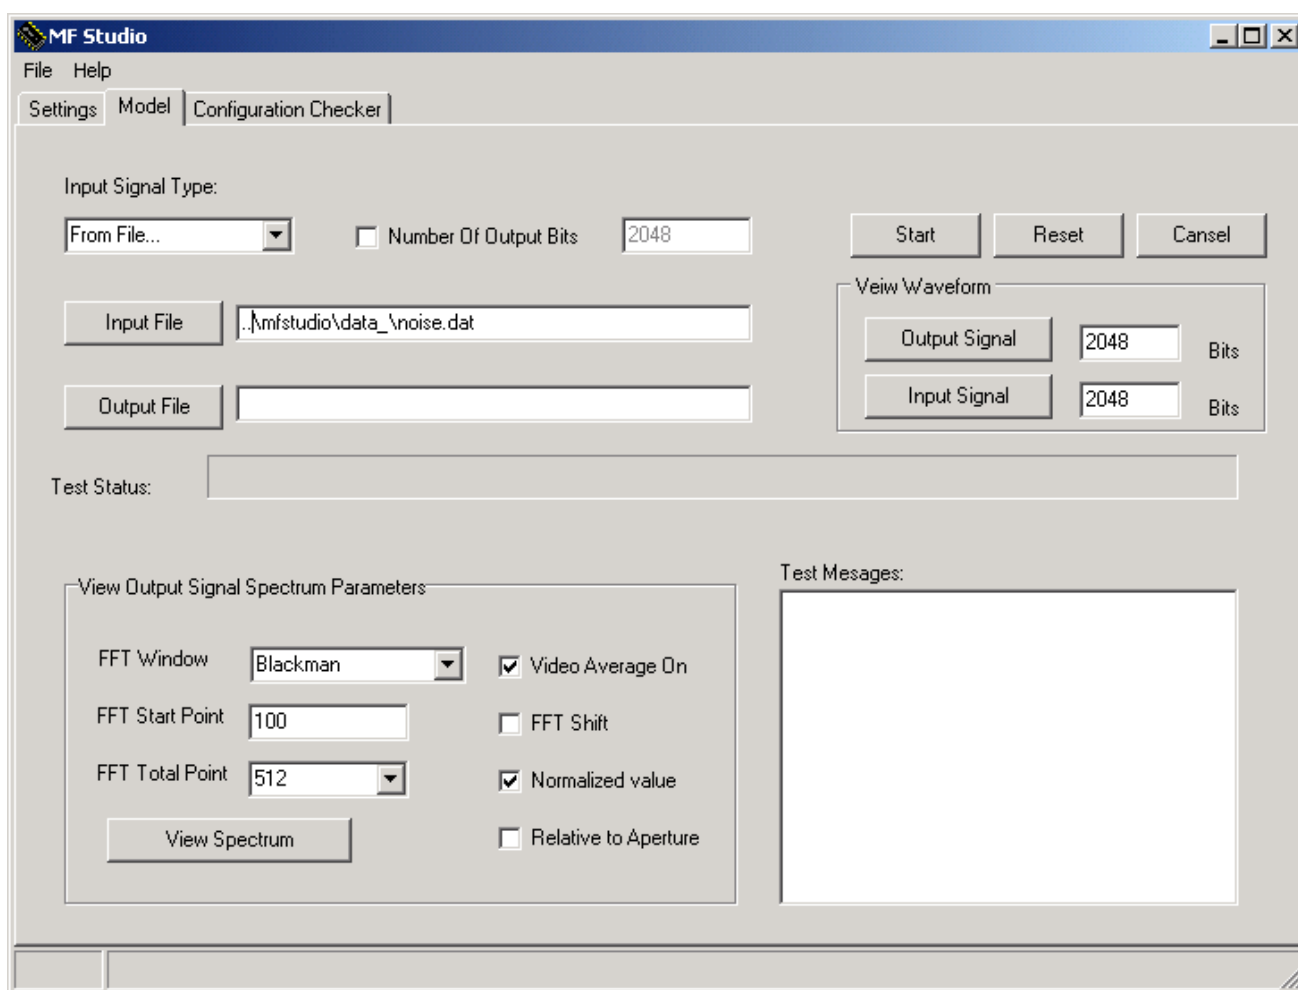 MF Studio
File Help
Settings Model Configuration Checker
Input Signal Type:
From File... Number Of Output Bits 2048 Start Reset Cansel
Veiw Waveform
Input File ..\mfstudio\data_\noise.dat
Output Signal 2048 Bits
Output File
Input Signal 2048 Bits
Test Status:
View Output Signal Spectrum Parameters
FFT Window Blackman Video Average On
FFT Start Point 100 FFT Shift
FFT Total Point 512 Normalized value
View Spectrum Relative to Aperture
Test Mesages: